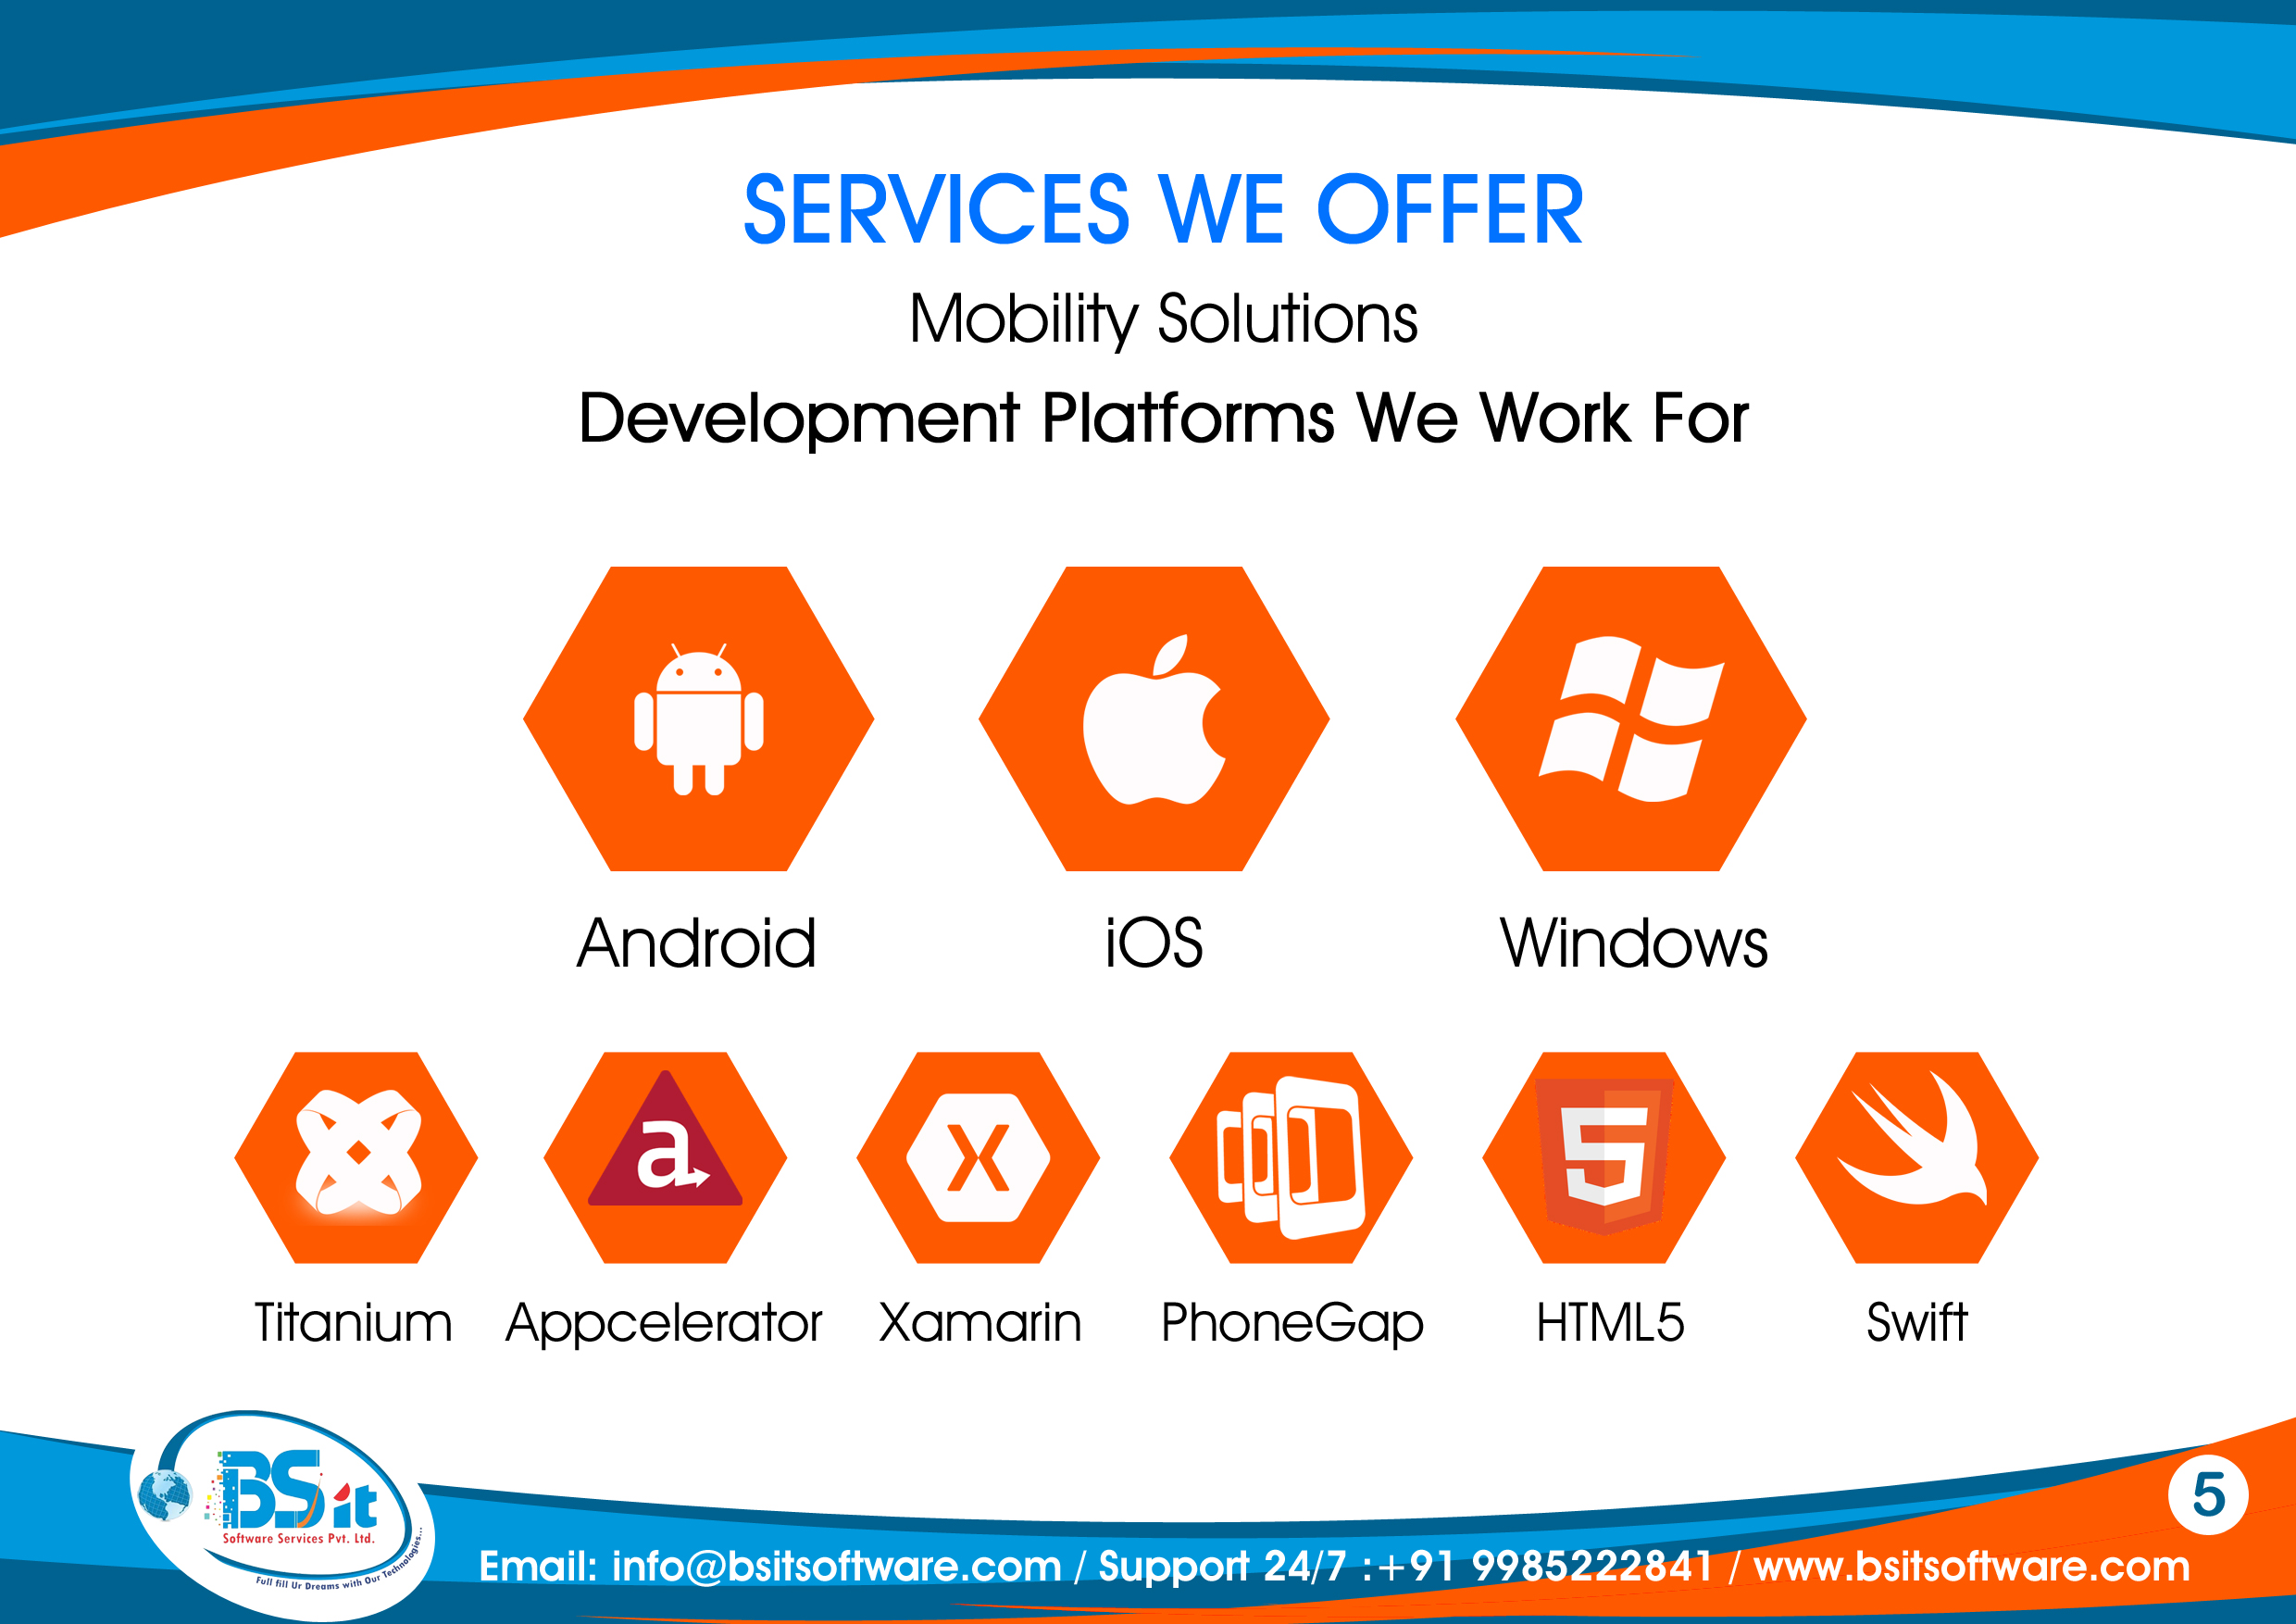 SERVICES WE OFFER
Mobility Solutions
Development Platforms We Work For
Android
iOS
Windows
a
X
5
Titanium
Appcelerator
Xamarin
PhoneGap
HTML5
Swift
BSit
Software Services Pvt. Ltd.
Full fill Ur Dreams with Our Technologies...
5
Email: info@bsitsoftware.com / Support 24/7 :+91 9985222841 / www.bsitsoftware.com